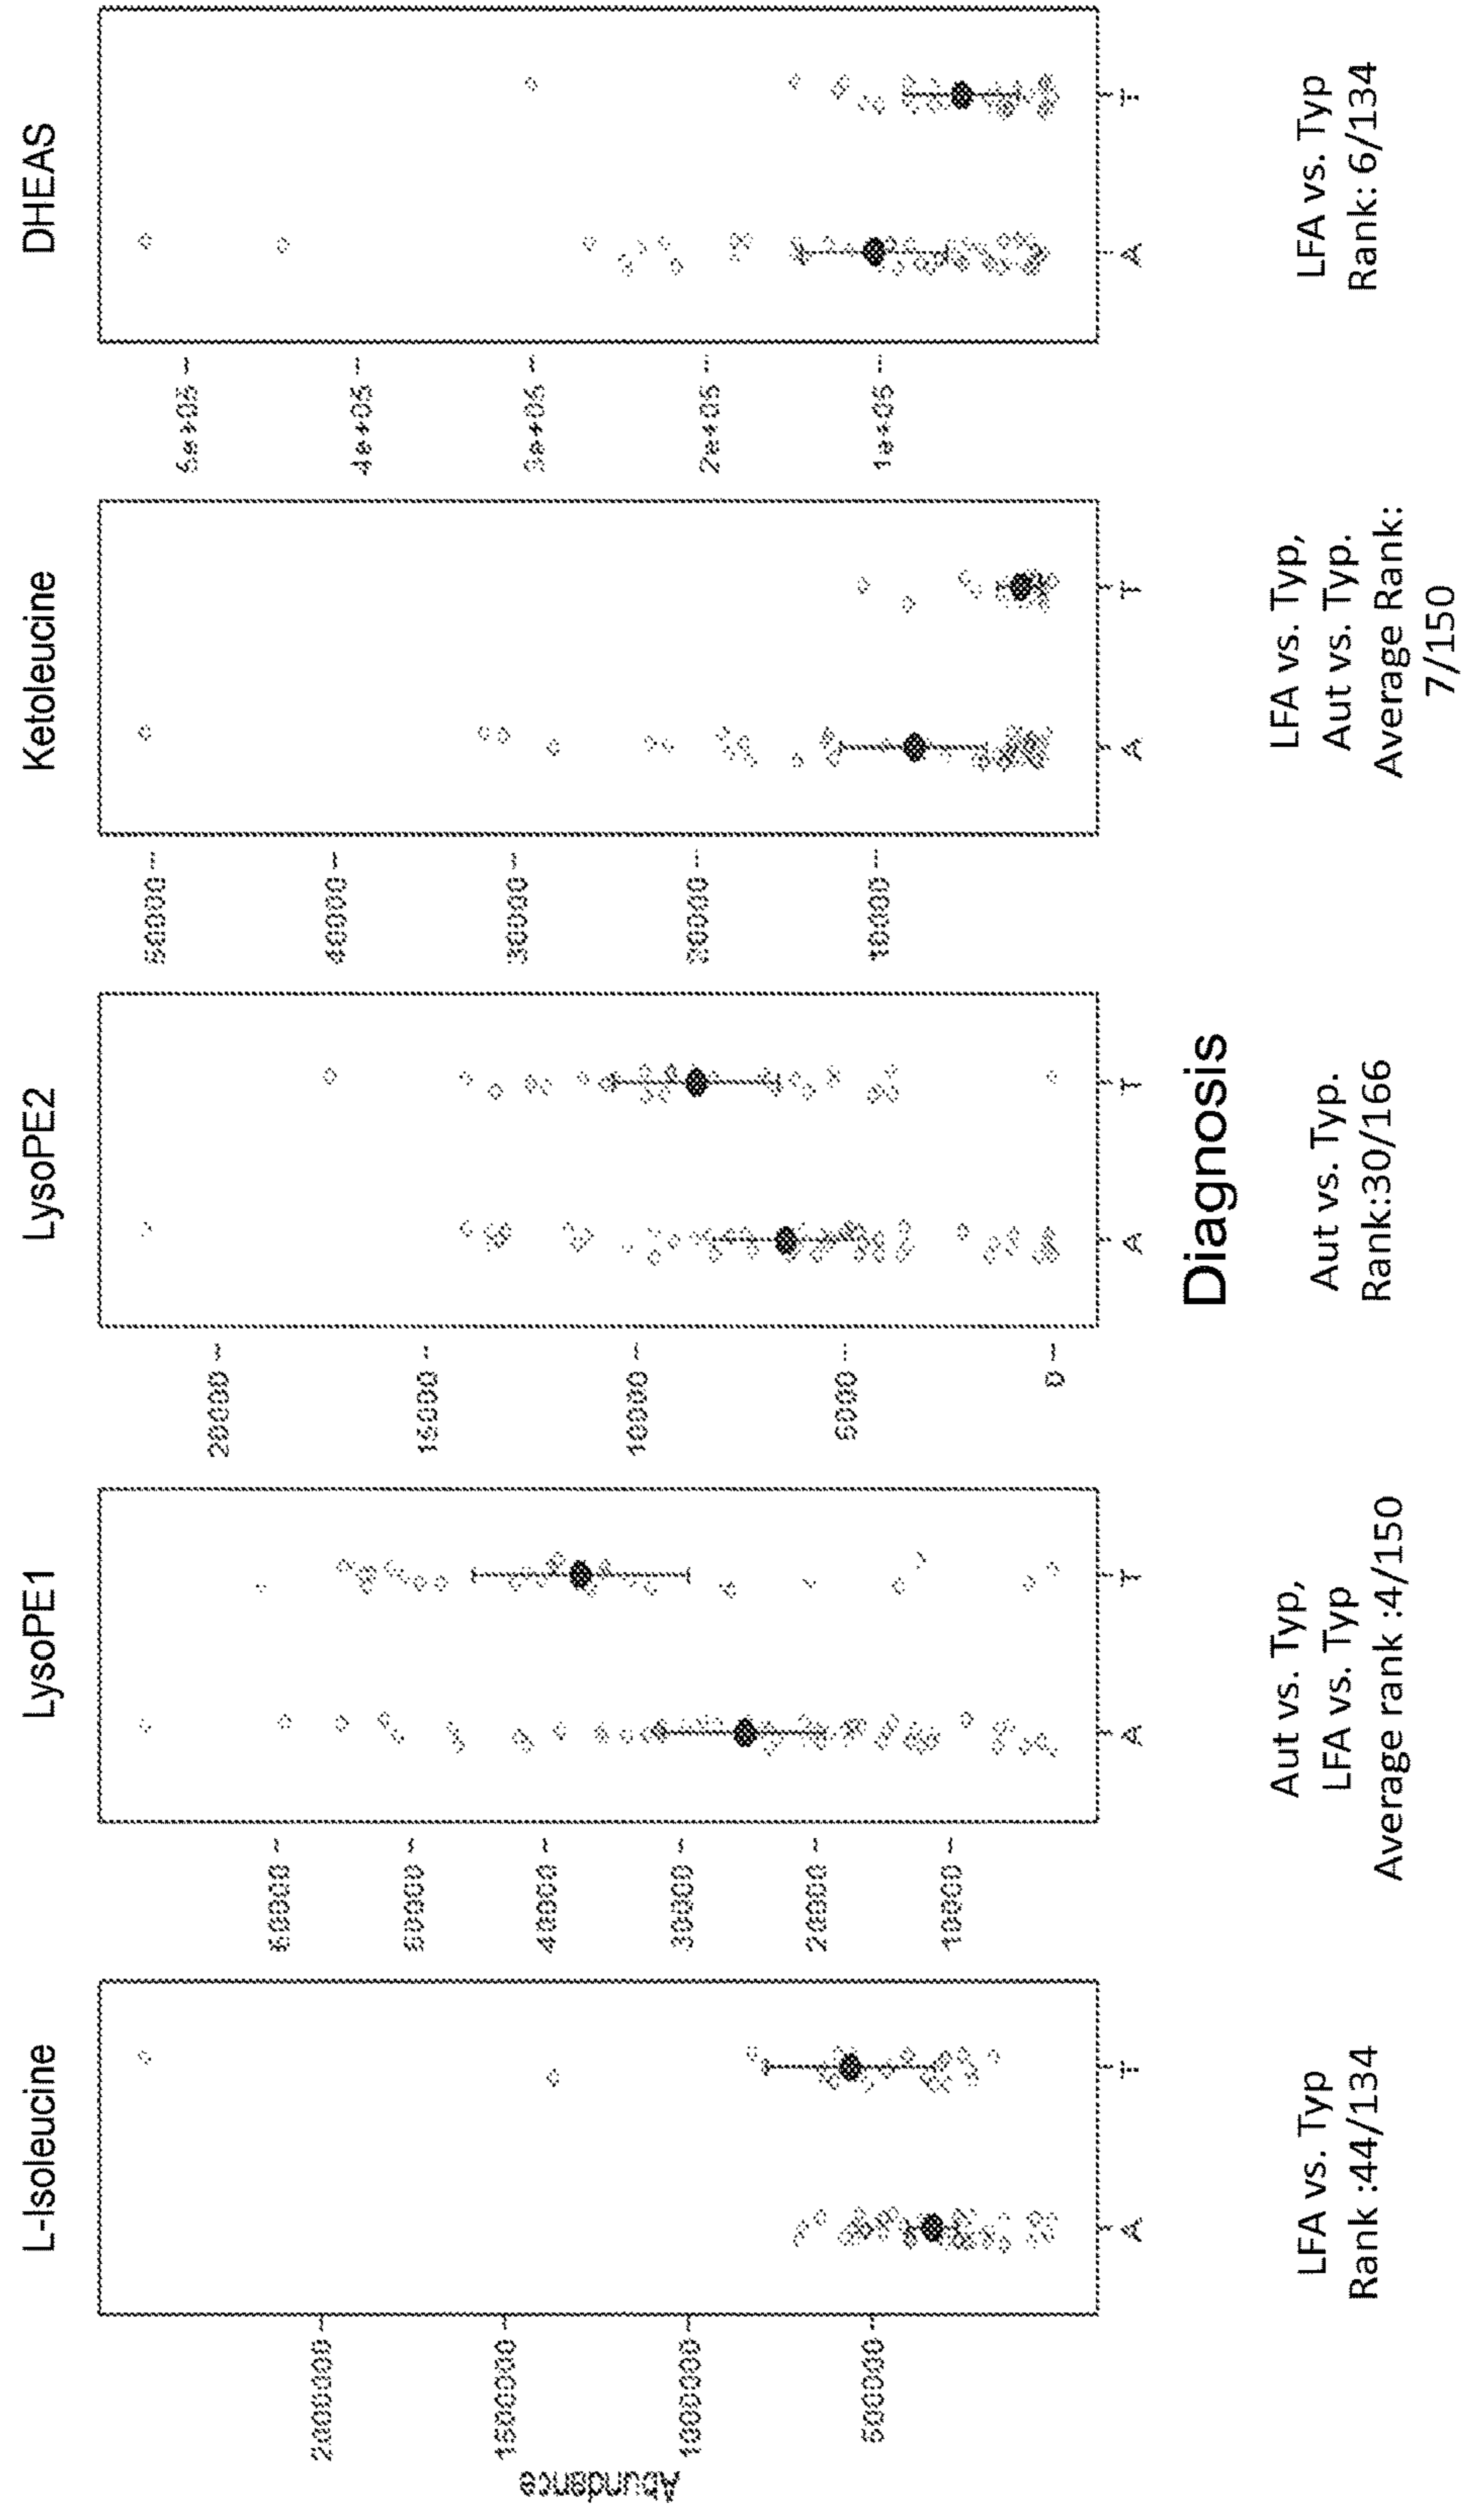 L-Isoleucine
LysoPE1
LysoPE2
Ketoleucine
DHEAS
Abundance
2000000
1500000
1000000
500000
60000
50000
40000
30000
20000
10000
20000
15000
10000
5000
0
50000
40000
30000
20000
10000
5e+05
4e+05
3e+05
2e+05
1e+05
A
T
A
T
A
T
A
T
A
T
Diagnosis
LFA vs. Typ
Rank :44/134
Aut vs. Typ,
LFA vs. Typ
Average rank :4/150
Aut vs. Typ.
Rank:30/166
LFA vs. Typ,
Aut vs. Typ.
Average Rank:
7/150
LFA vs. Typ
Rank: 6/134